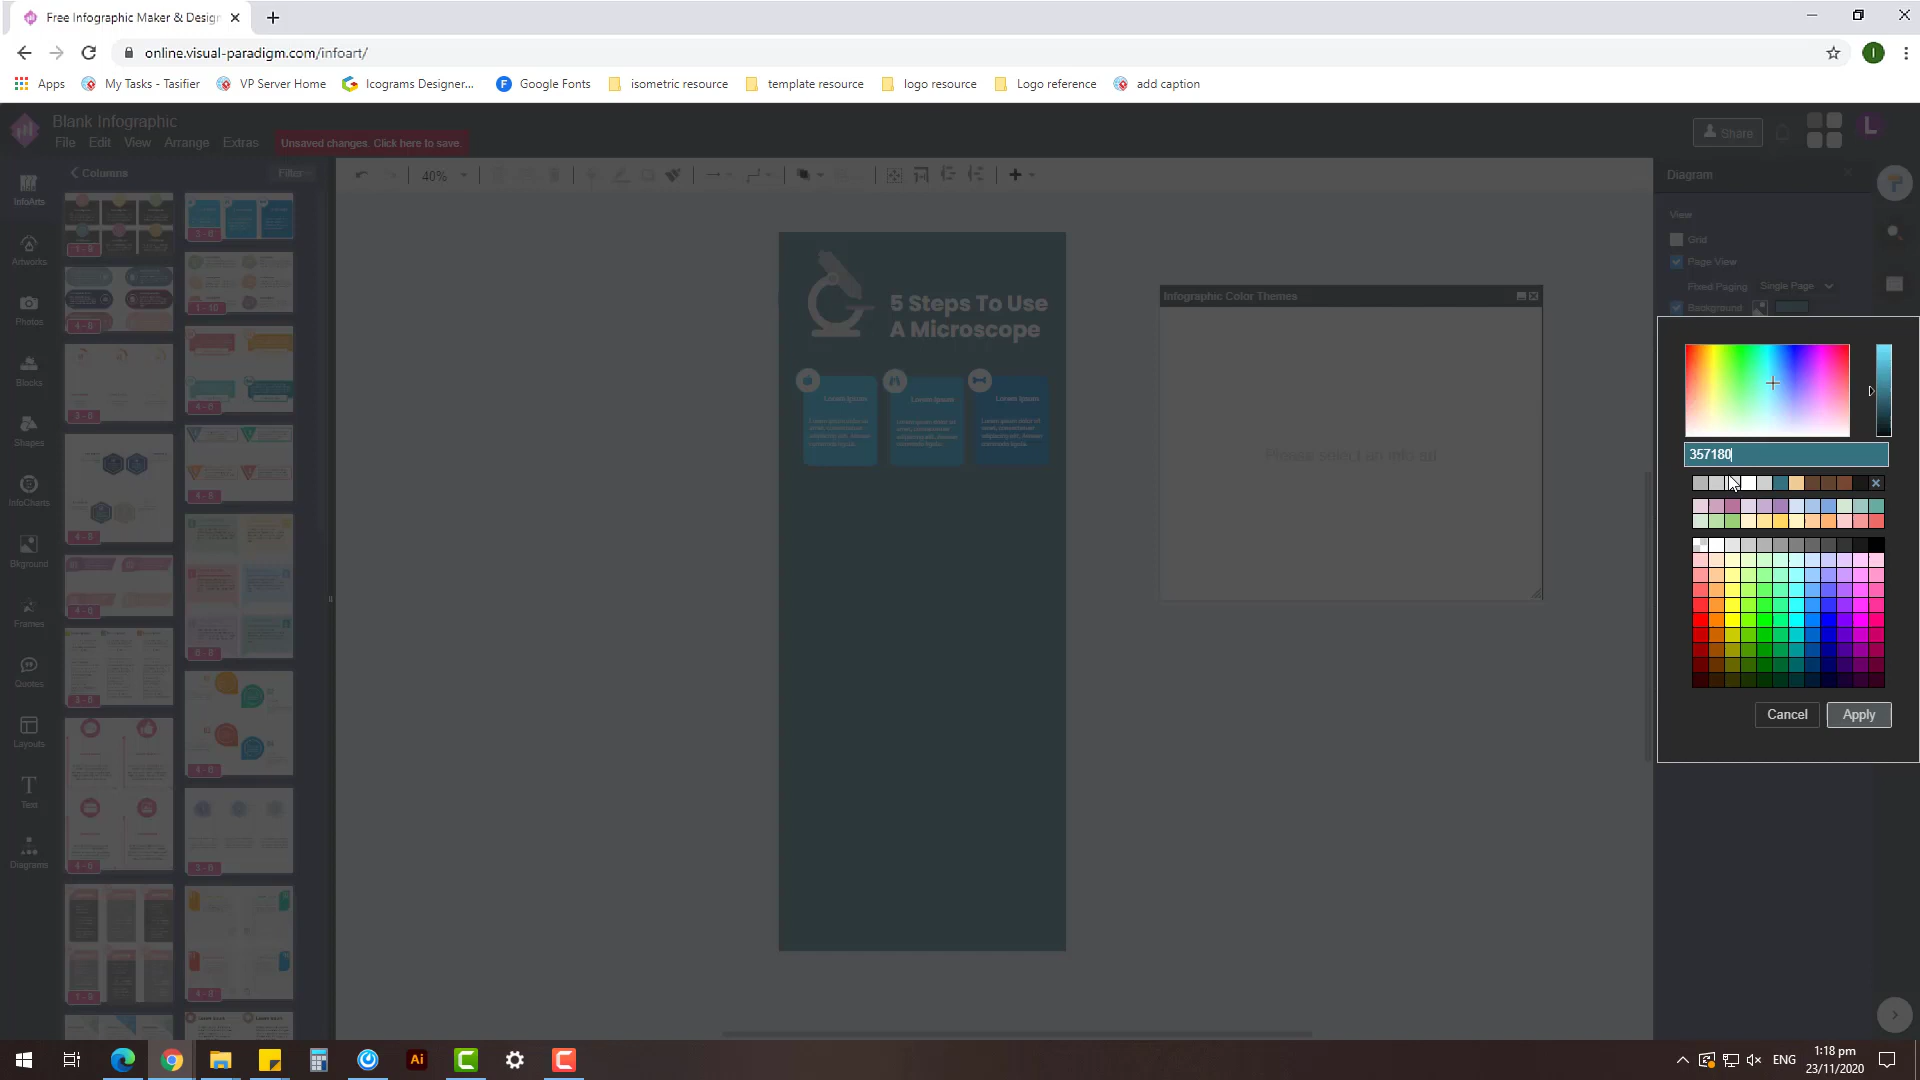 Free Infographic Maker & Design
online.visual-paradigm.com/infoart/
Apps
My Tasks - Tasifier
VP Server Home
Icograms Designer...
Google Fonts
isometric resource
template resource
logo resource
Logo reference
add caption
Blank Infographic
File Edit View Arrange Extras
Unsaved changes. Click here to save.
Share
L
Columns
Filter
40%
Diagram
InfoArts
Artworks
Photos
Blocks
Shapes
InfoCharts
Bkground
Frames
Quotes
Layouts
Text
Diagrams
View
Grid
Page View
Fixed Paging Single Page
Background
5 Steps To Use
A Microscope
Lorem Ipsum
Lorem Ipsum
Lorem Ipsum
Infographic Color Themes
Please select an info art
357180
Cancel
Apply
Ai
ENG
1:18 pm
23/11/2020